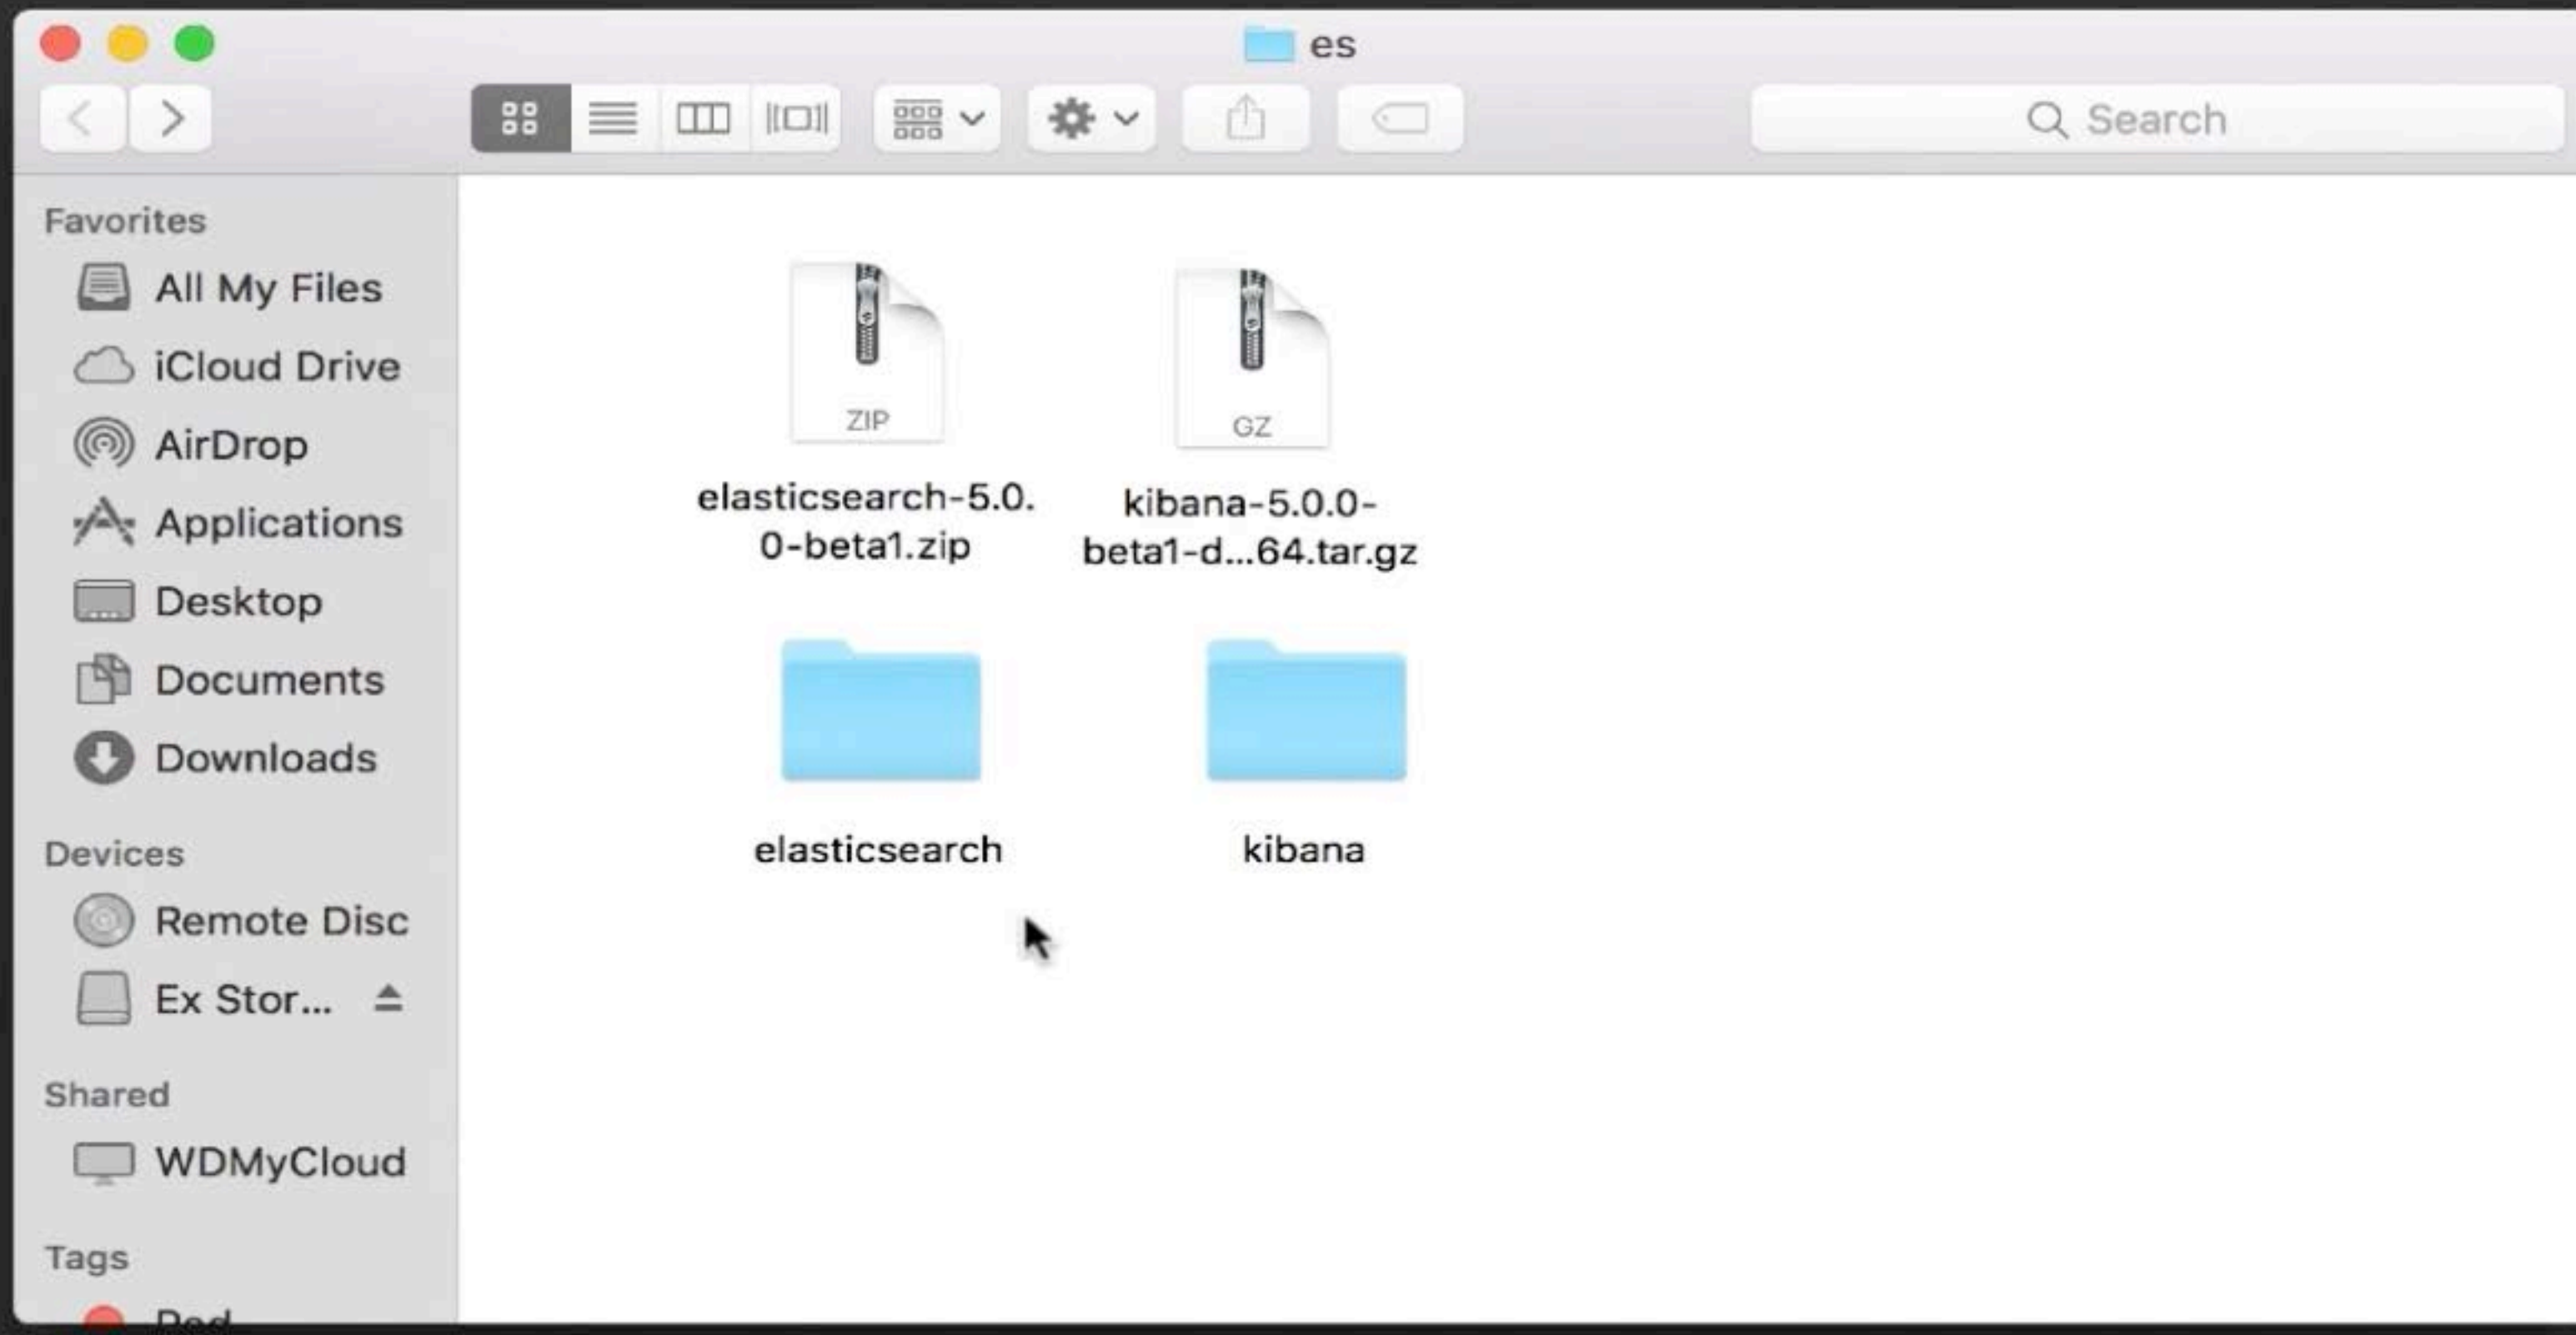 es
Search
Favorites
All My Files
iCloud Drive
AirDrop
Applications
Desktop
Documents
Downloads
Devices
Remote Disc
Ex Stor...
Shared
WDMyCloud
Tags
Red
ZIP
elasticsearch-5.0.
0-beta1.zip
GZ
kibana-5.0.0-
beta1-d...64.tar.gz
elasticsearch
kibana